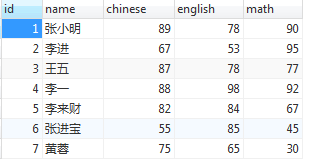 id name chinese english math
1 张小明 89 78 90
2 李进 67 53 95
3 王五 87 78 77
4 李一 88 98 92
5 李来财 82 84 67
6 张进宝 55 85 45
7 黄蓉 75 65 30